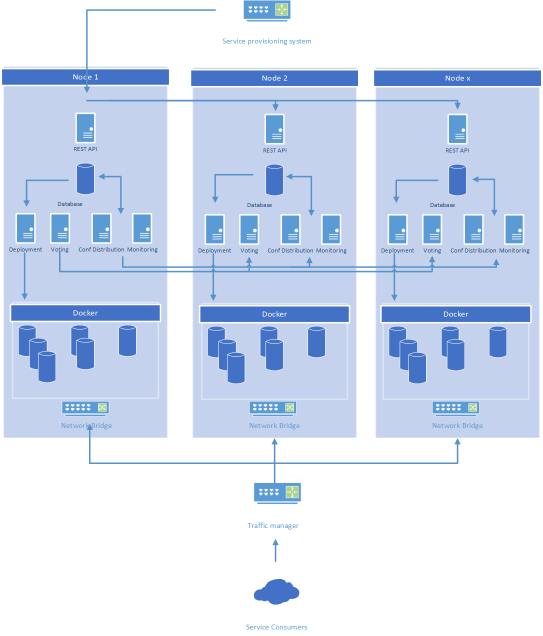 Service provisioning system
Node 1
Node 2
Node x
REST API
REST API
REST API
Database
Database
Database
Deployment
Voting
Conf Distribution
Monitoring
Deployment
Voting
Conf Distribution
Monitoring
Deployment
Voting
Conf Distribution
Monitoring
Docker
Docker
Docker
Network Bridge
Network Bridge
Network Bridge
Traffic manager
Service Consumers